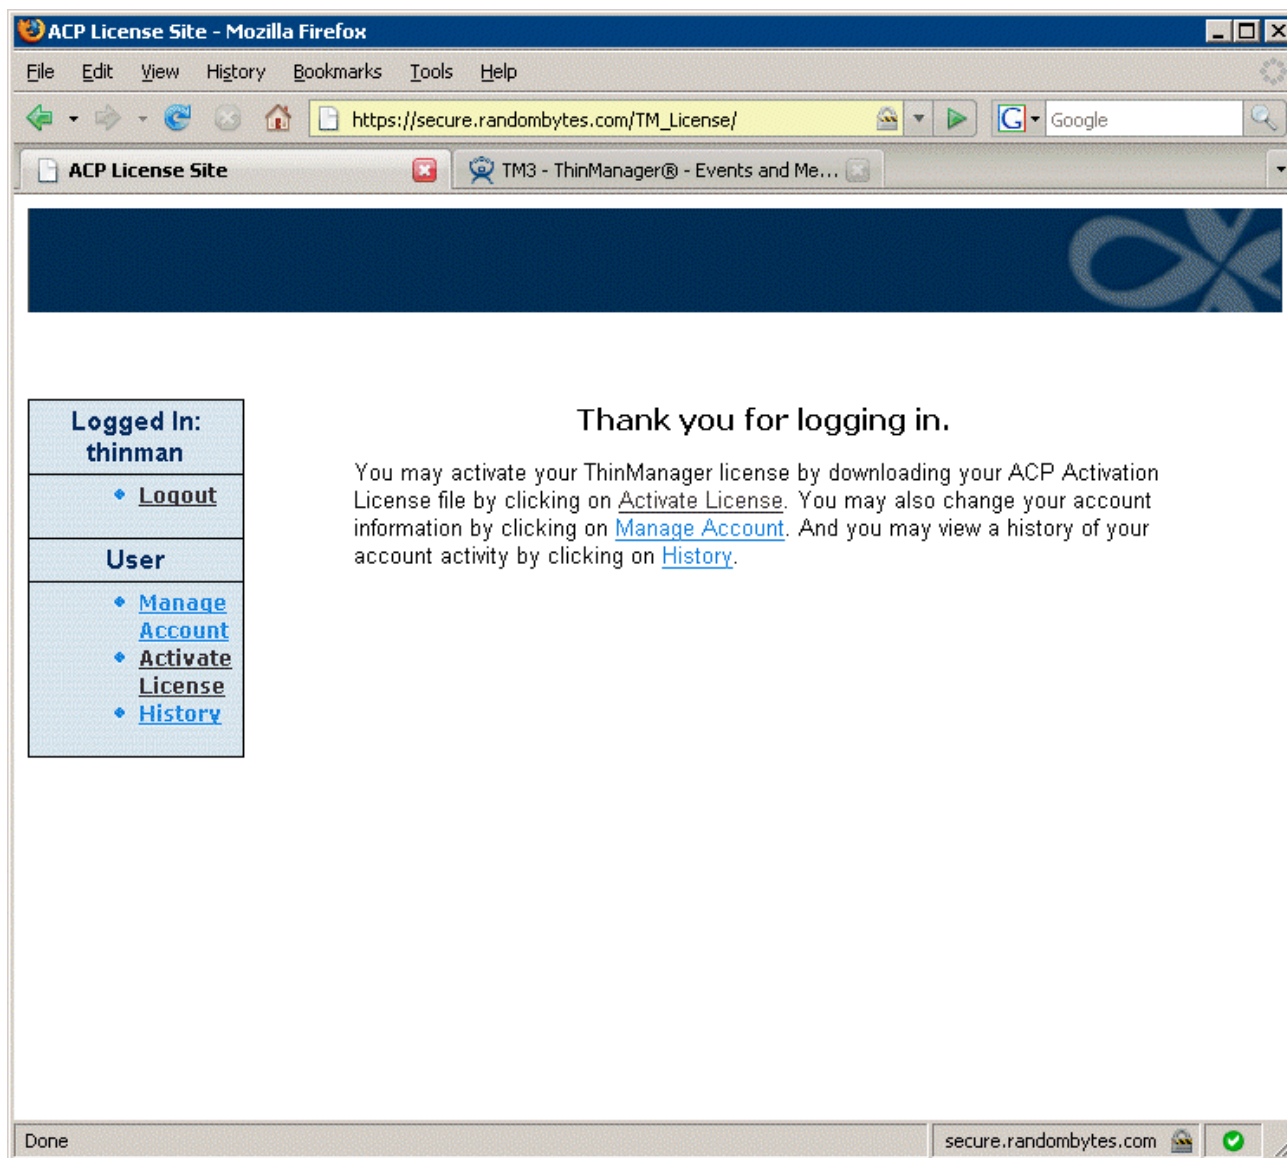 ACP License Site - Mozilla Firefox
File Edit View History Bookmarks Tools Help
https://secure.randombytes.com/TM_License/
G Google
ACP License Site
TM3 - ThinManager® - Events and Me...
Logged In:
thinman
Logout
User
Manage
Account
Activate
License
History
Thank you for logging in.
You may activate your ThinManager license by downloading your ACP Activation
License file by clicking on Activate License. You may also change your account
information by clicking on Manage Account. And you may view a history of your
account activity by clicking on History.
Done
secure.randombytes.com